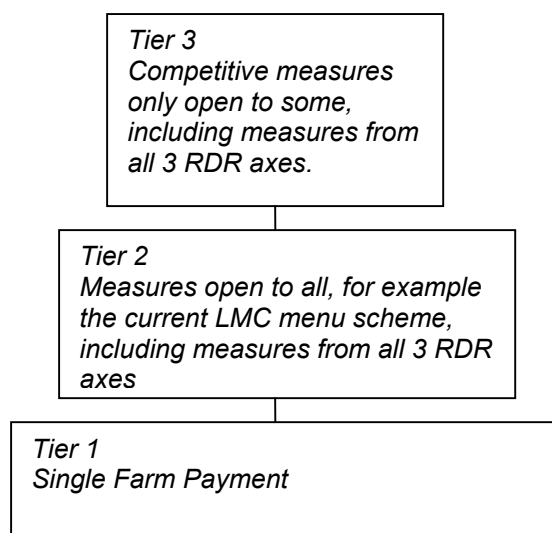 Tier 3
Competitive measures
only open to some,
including measures from
all 3 RDR axes.
Tier 2
Measures open to all, for example
the current LMC menu scheme,
including measures from all 3 RDR
axes
Tier 1
Single Farm Payment